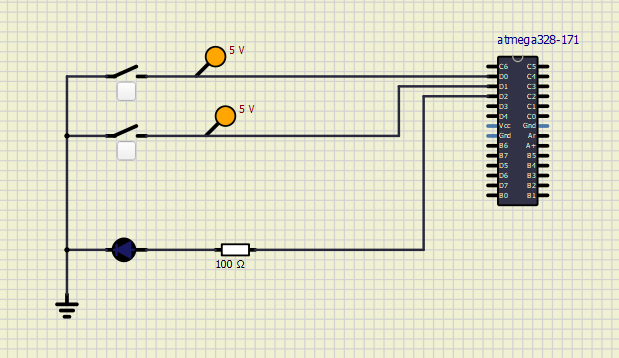 atmega328-171
5 V
5 V
C6 C5
D0 C4
D1 C3
D2 C2
D3 C1
D4 C0
Vcc Gnd
Gnd Ar
B6 A+
B7 B5
D5 B4
D6 B3
D7 B2
B0 B1
100 Ω